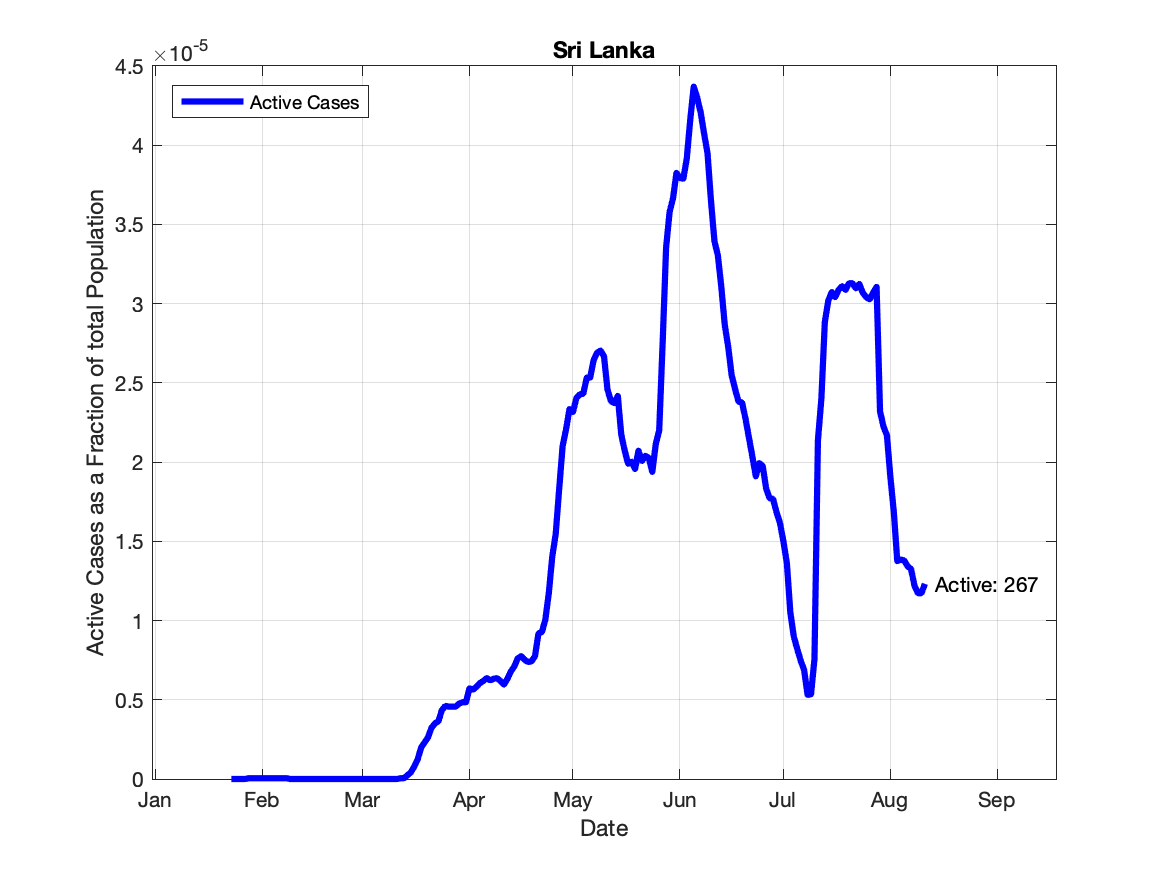 Sri Lanka
×10-5
4.5
4
3.5
3
2.5
2
1.5
1
0.5
0
Active Cases as a Fraction of total Population
Active Cases
Active: 267
Jan Feb Mar Apr May Jun Jul Aug Sep
Date